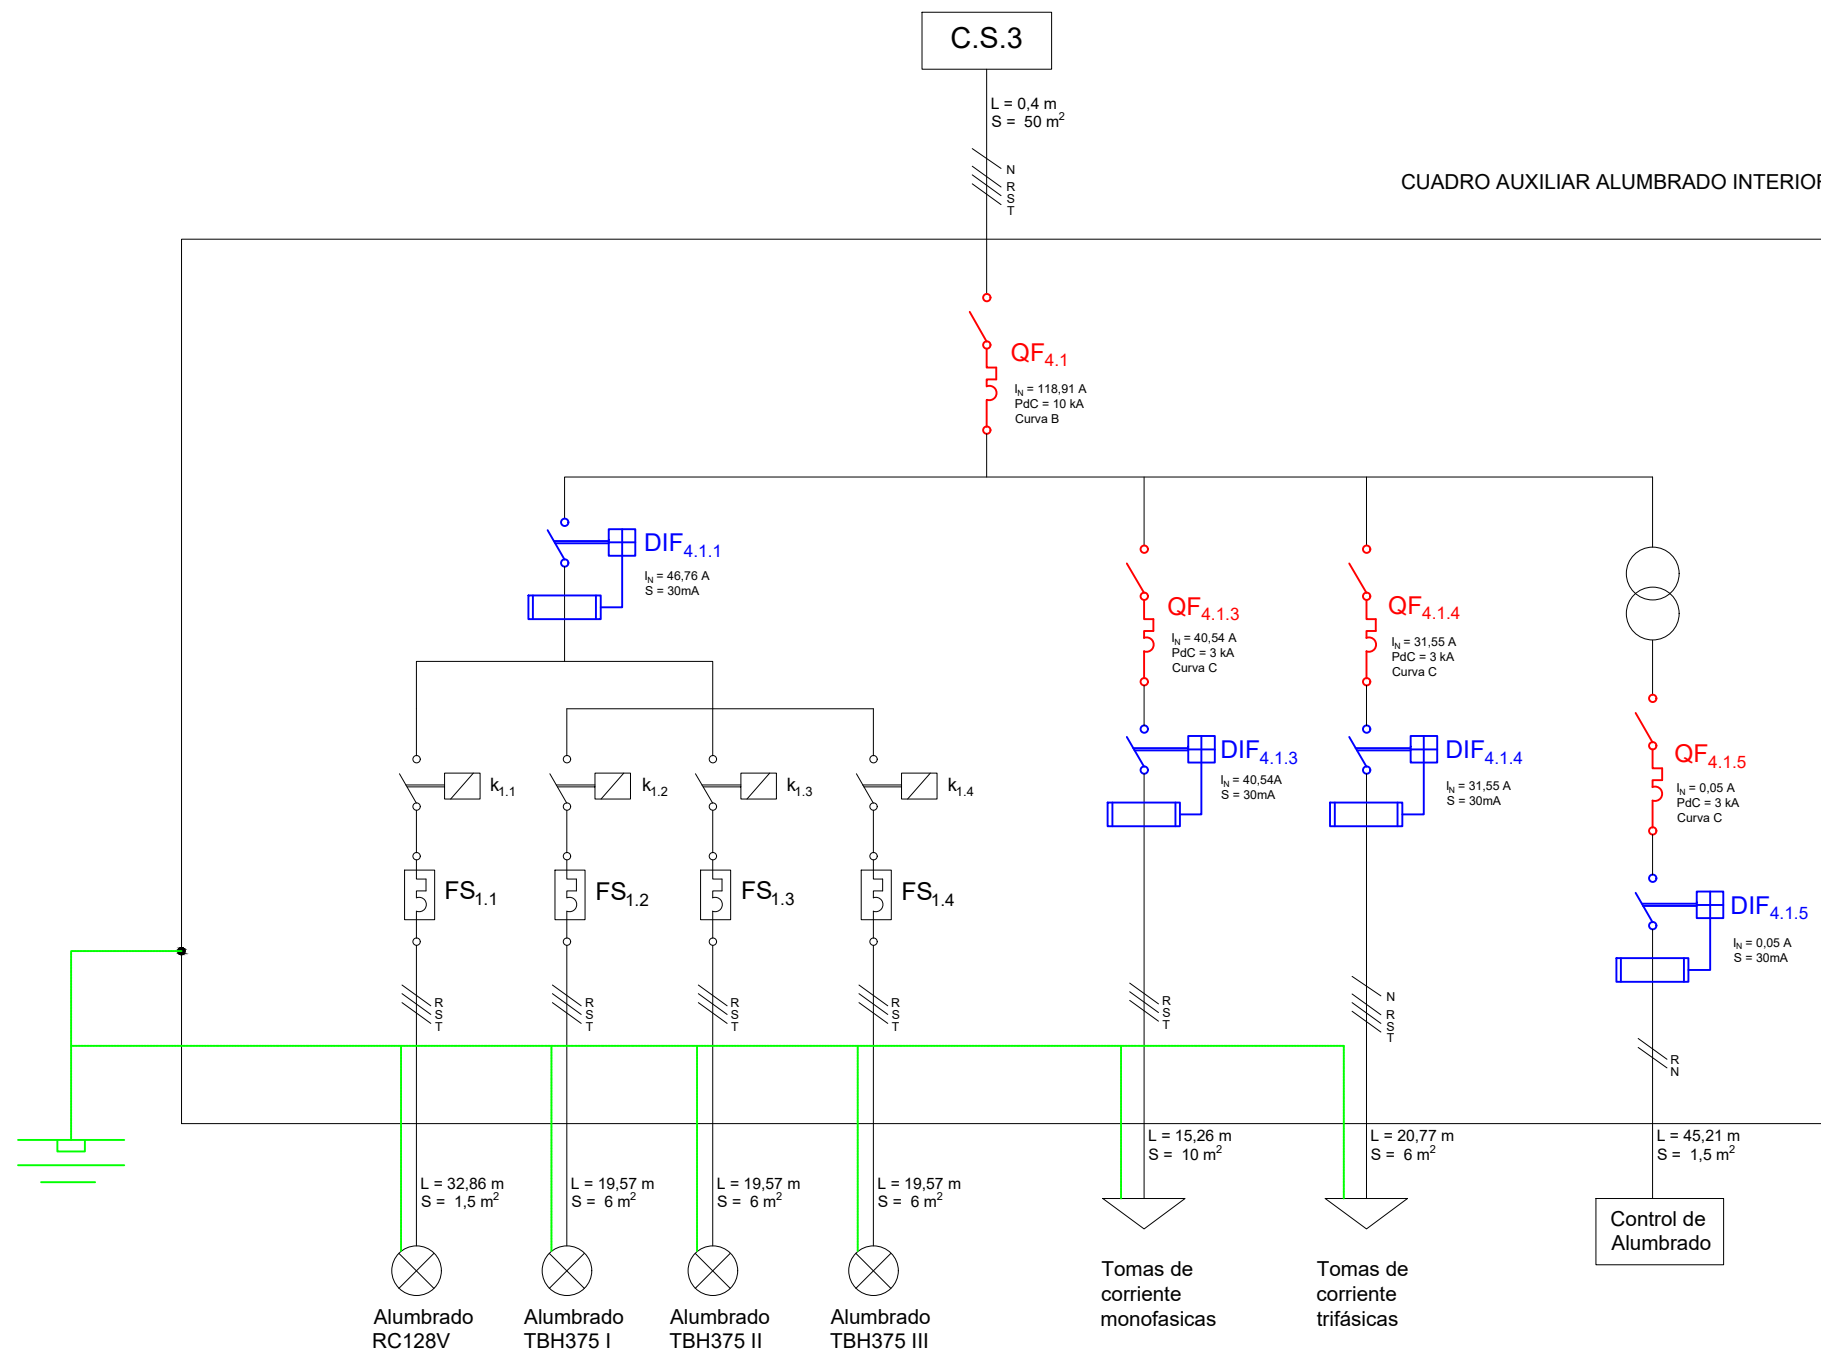 C.S.3
L = 0,4 m
S = 50 m²
N
R
S
T
CUADRO AUXILIAR ALUMBRADO INTERIOR
QF4.1
IN = 118,91 A
PdC = 10 kA
Curva B
DIF4.1.1
IN = 46,76 A
S = 30mA
QF4.1.3
IN = 40,54 A
PdC = 3 kA
Curva C
QF4.1.4
IN = 31,55 A
PdC = 3 kA
Curva C
DIF4.1.3
IN = 40,54A
S = 30mA
DIF4.1.4
IN = 31,55 A
S = 30mA
QF4.1.5
IN = 0,05 A
PdC = 3 kA
Curva C
k1.1
k1.2
k1.3
k1.4
FS1.1
FS1.2
FS1.3
FS1.4
DIF4.1.5
IN = 0,05 A
S = 30mA
R
S
T
R
S
T
R
S
T
R
S
T
R
S
T
N
R
S
T
R
N
L = 15,26 m
S = 10 m²
L = 20,77 m
S = 6 m²
L = 45,21 m
S = 1,5 m²
L = 32,86 m
S = 1,5 m²
L = 19,57 m
S = 6 m²
L = 19,57 m
S = 6 m²
L = 19,57 m
S = 6 m²
Control de
Alumbrado
Tomas de
corriente
monofasicas
Tomas de
corriente
trifásicas
Alumbrado
RC128V
Alumbrado
TBH375 I
Alumbrado
TBH375 II
Alumbrado
TBH375 III